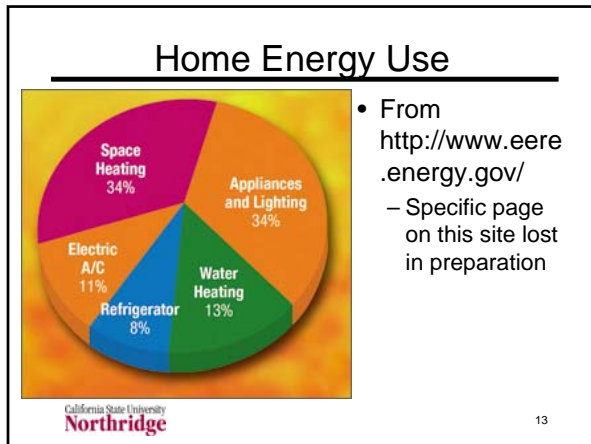 Home Energy Use
Space
Heating
34%
Appliances
and Lighting
34%
Electric
A/C
11%
Refrigerator
8%
Water
Heating
13%
• From
http://www.eere
.energy.gov/
– Specific page
on this site lost
in preparation
California State University
Northridge
13